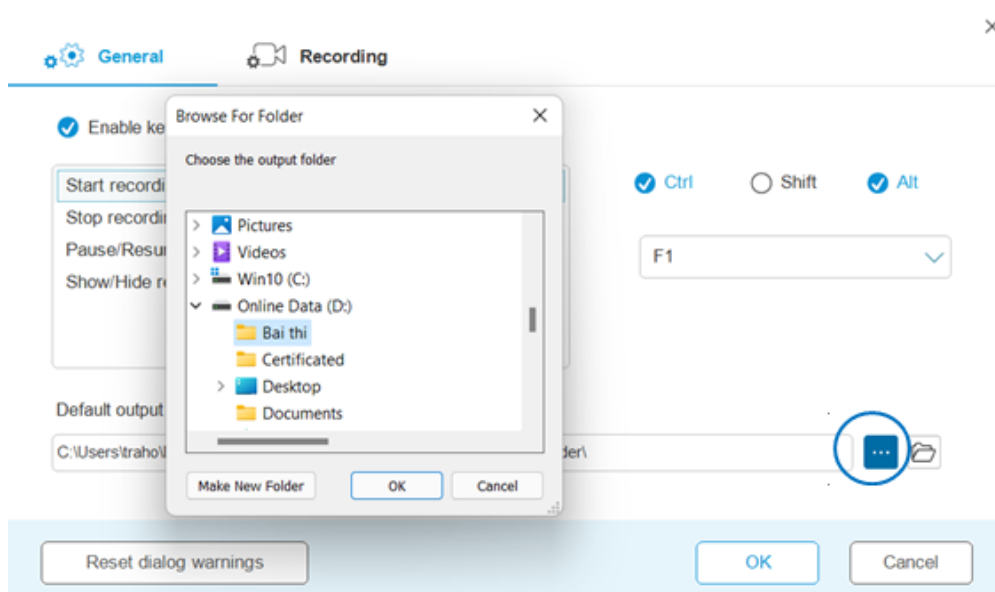 General
Recording
Enable ke
Browse For Folder
Choose the output folder
Start recordi
Stop recordin
Pause/Resu
Show/Hide r
Ctrl
Shift
Alt
F1
Pictures
Videos
Win10 (C:)
Online Data (D:)
Bai thi
Certificated
Desktop
Documents
Default output
C:\Users\traho\
der\
...
Make New Folder
OK
Cancel
Reset dialog warnings
OK
Cancel